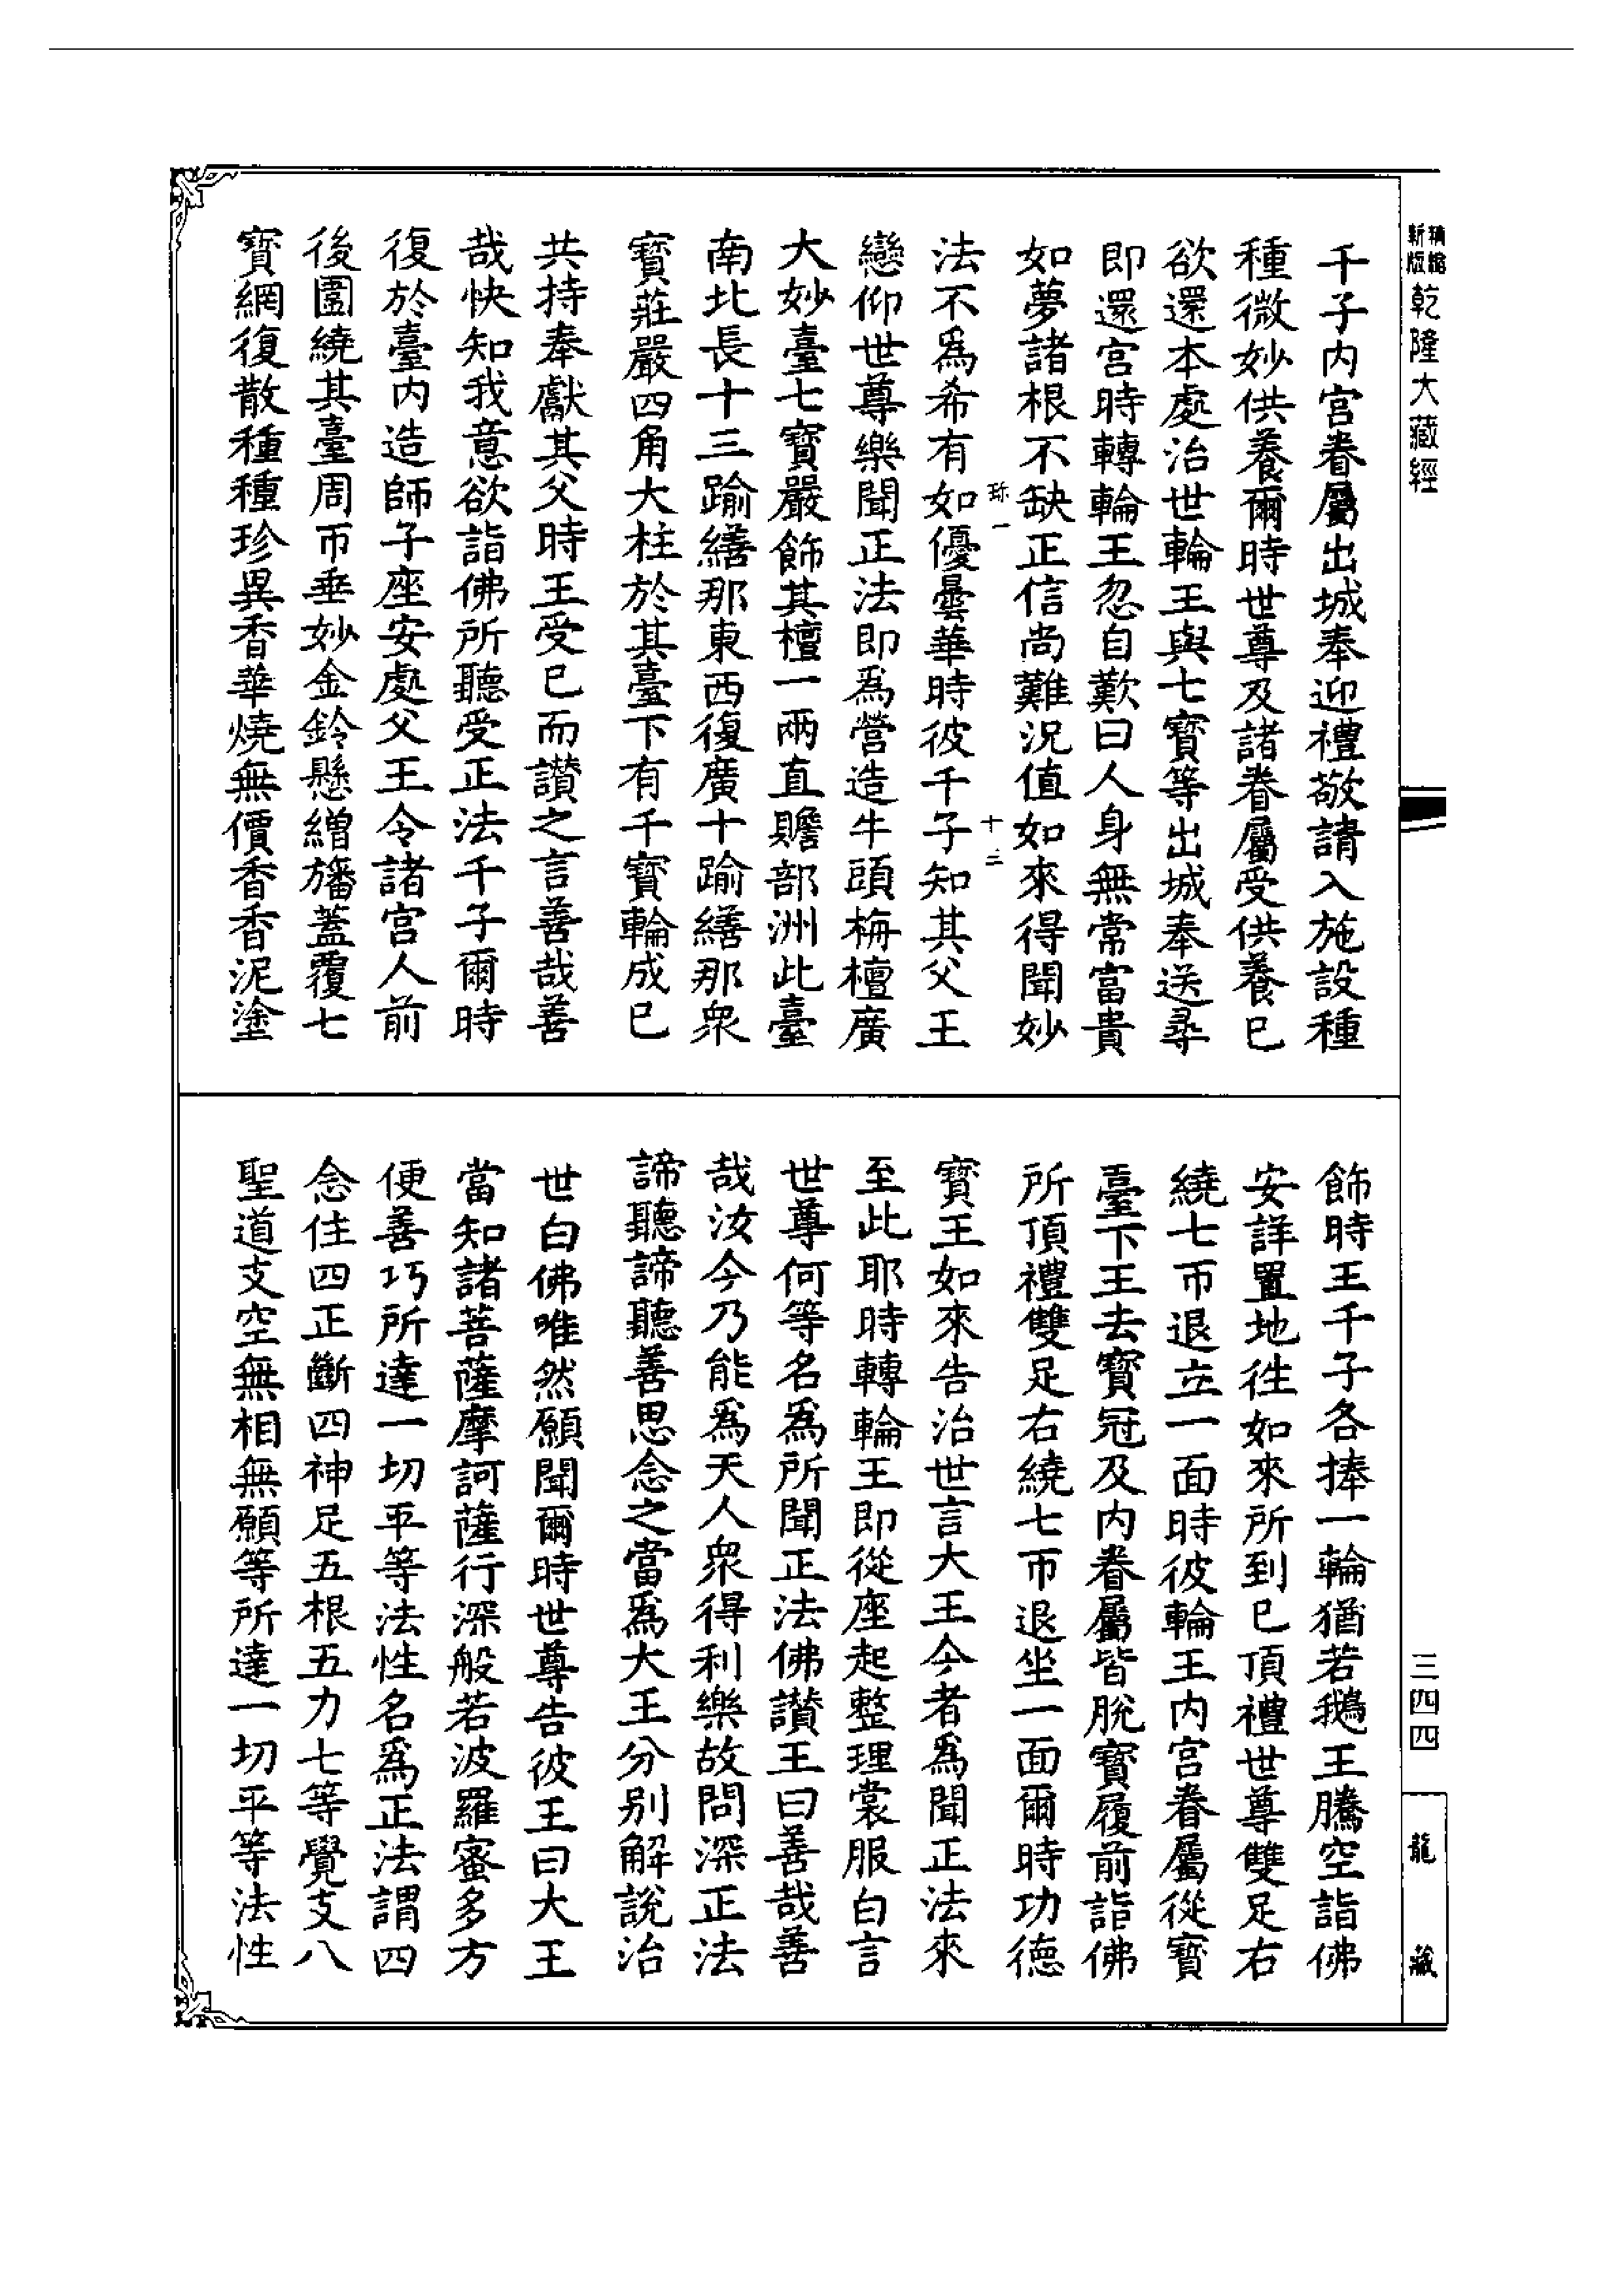 精縮
新版
乾隆大藏經
千子内宮眷屬出城奉迎禮敬請入施設種
種微妙供養爾時世尊及諸眷屬受供養已
欲還本處治世輪王與七寶等出城奉送尋
即還宮時轉輪王忽自歎曰人身無常富貴
如夢諸根不缺正信尚難況值如來得聞妙
法不爲希有如優曇華時彼千子知其父王
戀仰世尊樂聞正法即爲營造牛頭栴檀廣
大妙臺七寶嚴飾其檀一兩直贍部洲此臺
南北長十三踰繕那東西復廣十踰繕那衆
寶莊嚴四角大柱於其臺下有千寶輪成已
共持奉獻其父時王受已而讚之言善哉善
哉快知我意欲詣佛所聽受正法千子爾時
復於臺内造師子座安處父王令諸宮人前
後圍繞其臺周帀垂妙金鈴懸繒旛蓋覆七
寶網復散種種珍異香華燒無價香香泥塗
飾時王千子各捧一輪猶若鵝王騰空詣佛
安詳置地往如來所到已頂禮世尊雙足右
繞七帀退立一面時彼輪王内宮眷屬從寶
臺下王去寶冠及内眷屬皆脫寶履前詣佛
所頂禮雙足右繞七帀退坐一面爾時功德
寶王如來告治世言大王今者爲聞正法來
至此耶時轉輪王即從座起整理裳服白言
世尊何等名爲所聞正法佛讚王曰善哉善
哉汝今乃能爲天人衆得利樂故問深正法
諦聽諦聽善思念之當爲大王分别解說治
世白佛唯然願聞爾時世尊告彼王曰大王
當知諸菩薩摩訶薩行深般若波羅蜜多方
便善巧所達一切平等法性名爲正法謂四
念住四正斷四神足五根五力七等覺支八
聖道支空無相無願等所達一切平等法性
珎一
十三
三四四
龍藏